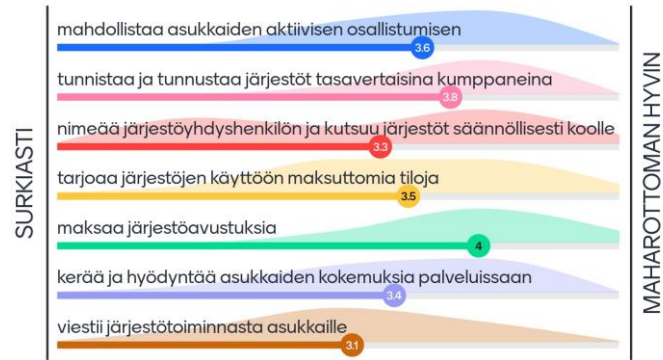 SURKIASTI
mahdollistaa asukkaiden aktiivisen osallistumisen
3.6
tunnistaa ja tunnustaa järjestöt tasavertaisina kumppaneina
3.8
nimeää järjestöyhdyshenkilön ja kutsuu järjestöt säännöllisesti koolle
3.3
tarjoaa järjestöjen käyttöön maksuttomia tiloja
3.5
maksaa järjestöavustuksia
4
kerää ja hyödyntää asukkaiden kokemuksia palveluissaan
3.4
viestii järjestötoiminnasta asukkaille
3.1
MAHAROTTOMAN HYVIN